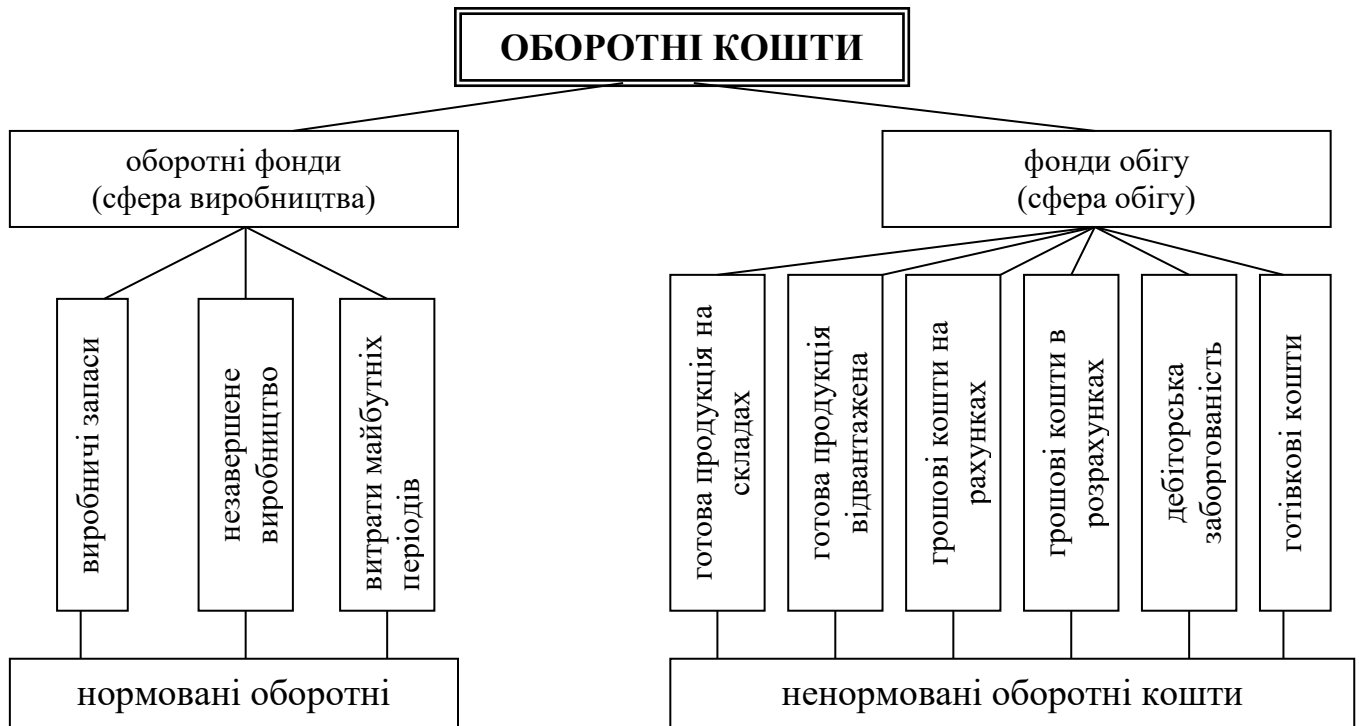 ОБОРОТНІ КОШТИ
оборотні фонди
(сфера виробництва)
фонди обігу
(сфера обігу)
виробничі запаси
незавершене
виробництво
витрати майбутніх
періодів
готова продукція на
складах
готова продукція
відвантажена
грошові кошти на
рахунках
грошові кошти в
розрахунках
дебіторська
заборгованість
готівкові кошти
нормовані оборотні
ненормовані оборотні кошти